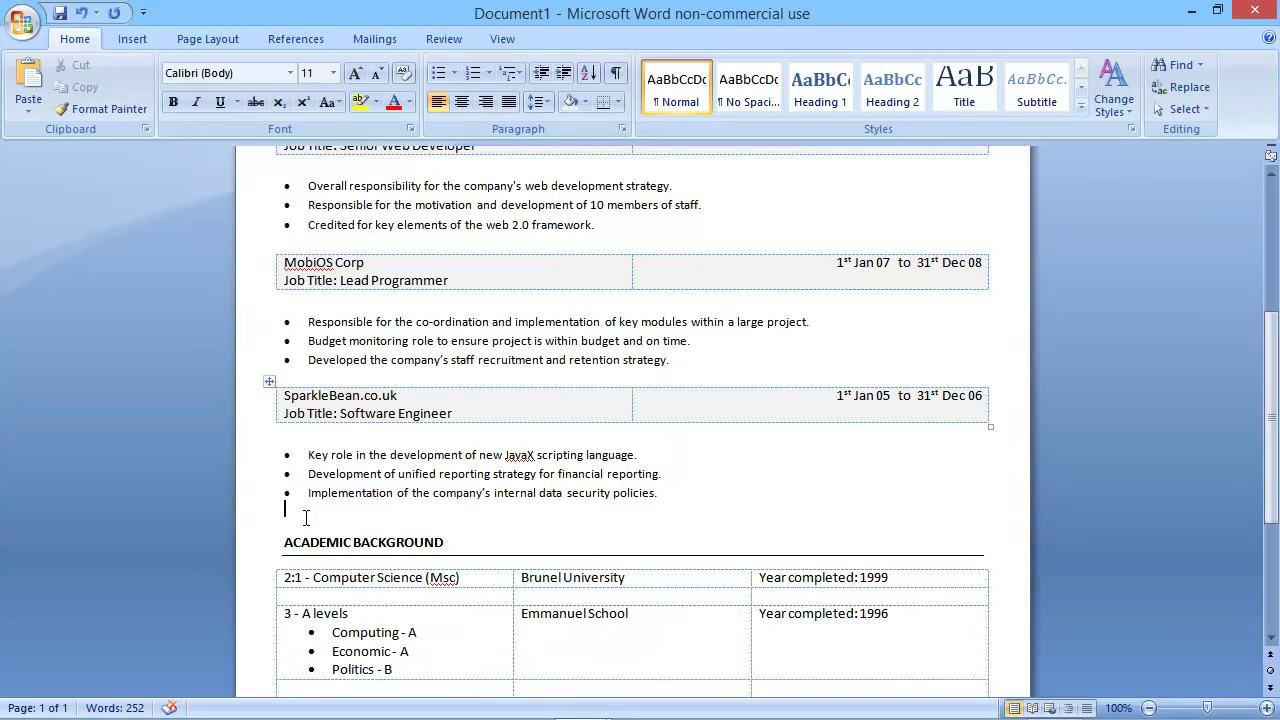 Document1 - Microsoft Word non-commercial use
Home Insert Page Layout References Mailings Review View
Paste
Cut
Copy
Format Painter
Clipboard
Calibri (Body) 11
Font
Paragraph
AaBbCcDc ¶ Normal
AaBbCcDc ¶ No Spaci...
AaBbCc Heading 1
AaBbCc Heading 2
AaB Title
AaBbCc. Subtitle
Change Styles
Styles
Find
Replace
Select
Editing
Job Title: Senior Web Developer
• Overall responsibility for the company's web development strategy.
• Responsible for the motivation and development of 10 members of staff.
• Credited for key elements of the web 2.0 framework.
MobiOS Corp 1st Jan 07 to 31st Dec 08
Job Title: Lead Programmer
• Responsible for the co-ordination and implementation of key modules within a large project.
• Budget monitoring role to ensure project is within budget and on time.
• Developed the company's staff recruitment and retention strategy.
SparkleBean.co.uk 1st Jan 05 to 31st Dec 06
Job Title: Software Engineer
• Key role in the development of new JavaX scripting language.
• Development of unified reporting strategy for financial reporting.
• Implementation of the company's internal data security policies.
ACADEMIC BACKGROUND
2:1 - Computer Science (Msc) Brunel University Year completed: 1999
3 - A levels Emmanuel School Year completed: 1996
• Computing - A
• Economic - A
• Politics - B
Page: 1 of 1 Words: 252 100%